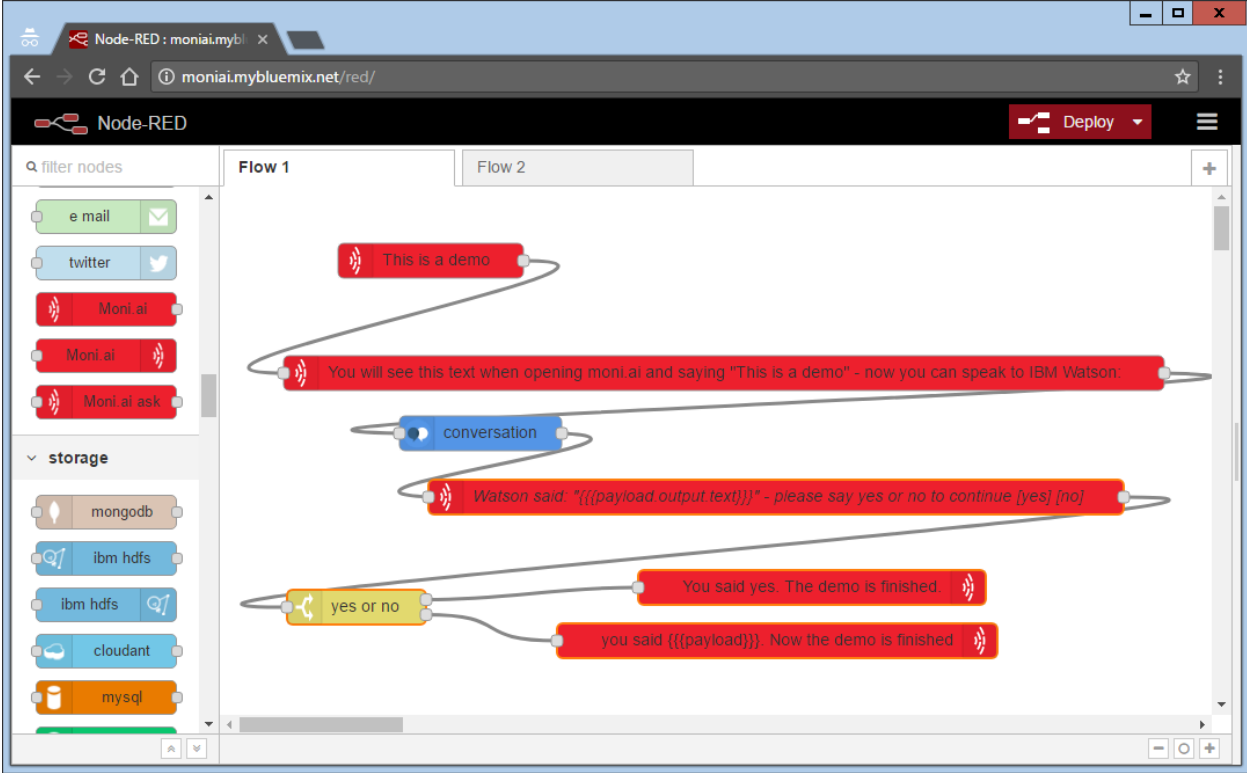 Node-RED : moniai.mybl
moniai.mybluemix.net/red/
Node-RED
Deploy
filter nodes
Flow 1
Flow 2
e mail
twitter
Moni.ai
Moni.ai
Moni.ai ask
storage
mongodb
ibm hdfs
ibm hdfs
cloudant
mysql
This is a demo
You will see this text when opening moni.ai and saying "This is a demo" - now you can speak to IBM Watson:
conversation
Watson said: "{{{payload.output.text}}}" - please say yes or no to continue [yes] [no]
yes or no
You said yes. The demo is finished.
you said {{{payload}}}. Now the demo is finished